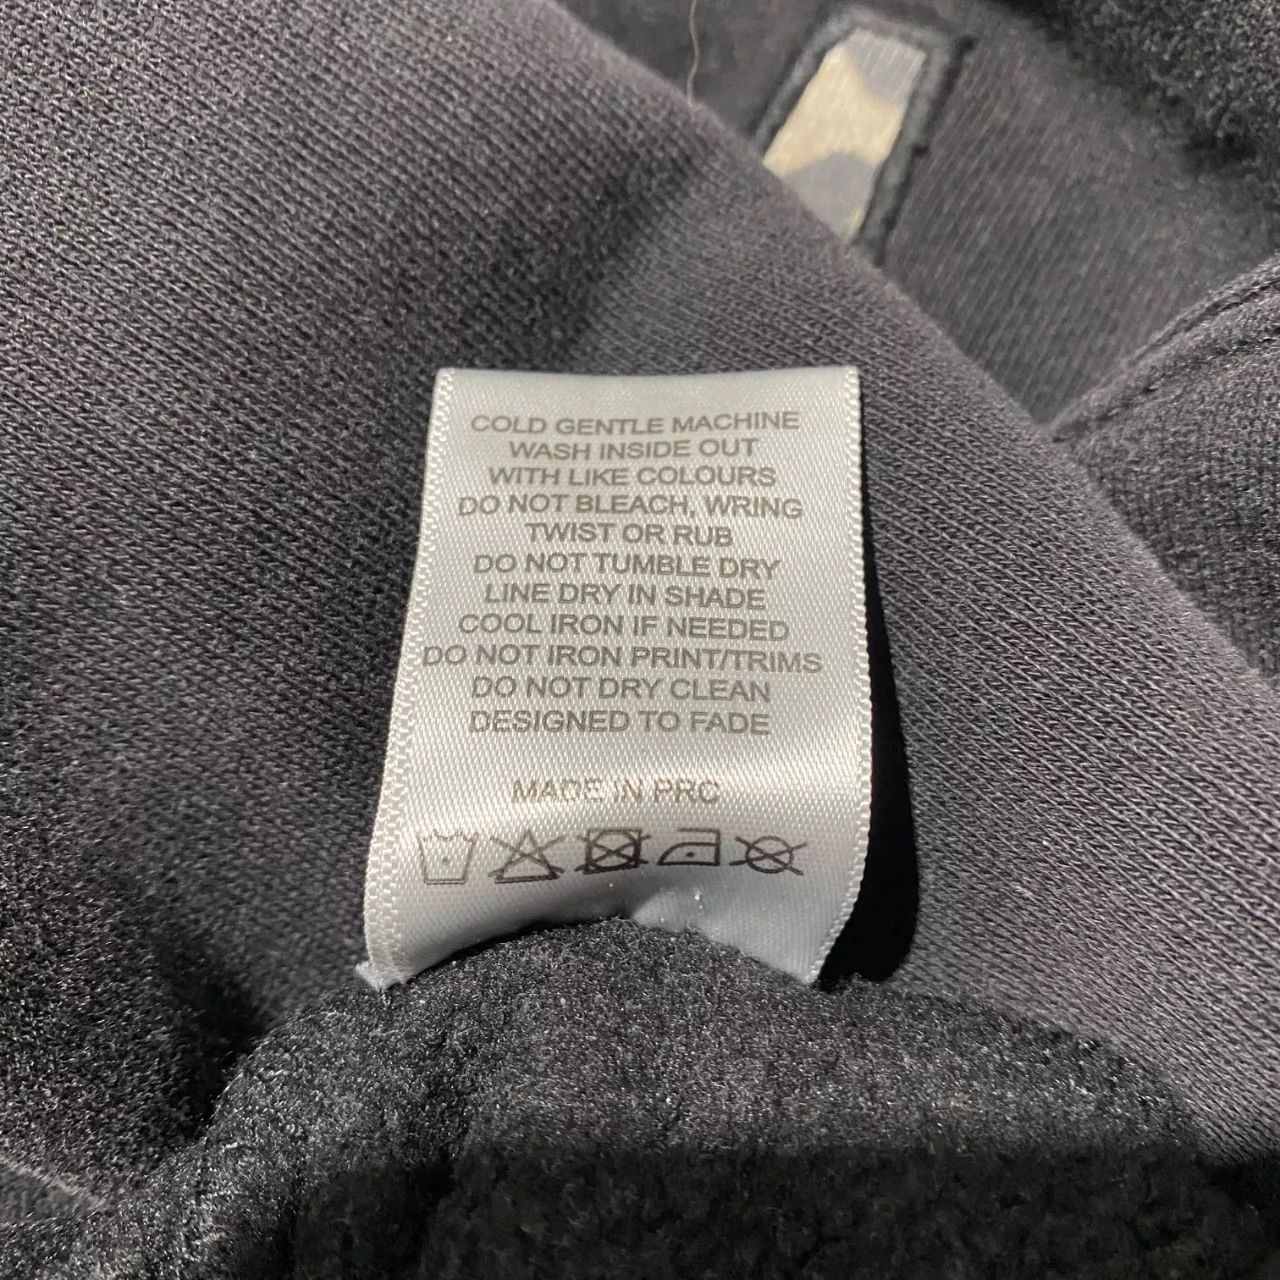 COLD GENTLE MACHINE
WASH INSIDE OUT
WITH LIKE COLOURS
DO NOT BLEACH, WRING
TWIST OR RUB
DO NOT TUMBLE DRY
LINE DRY IN SHADE
COOL IRON IF NEEDED
DO NOT IRON PRINT/TRIMS
DO NOT DRY CLEAN
DESIGNED TO FADE
MADE IN PRC